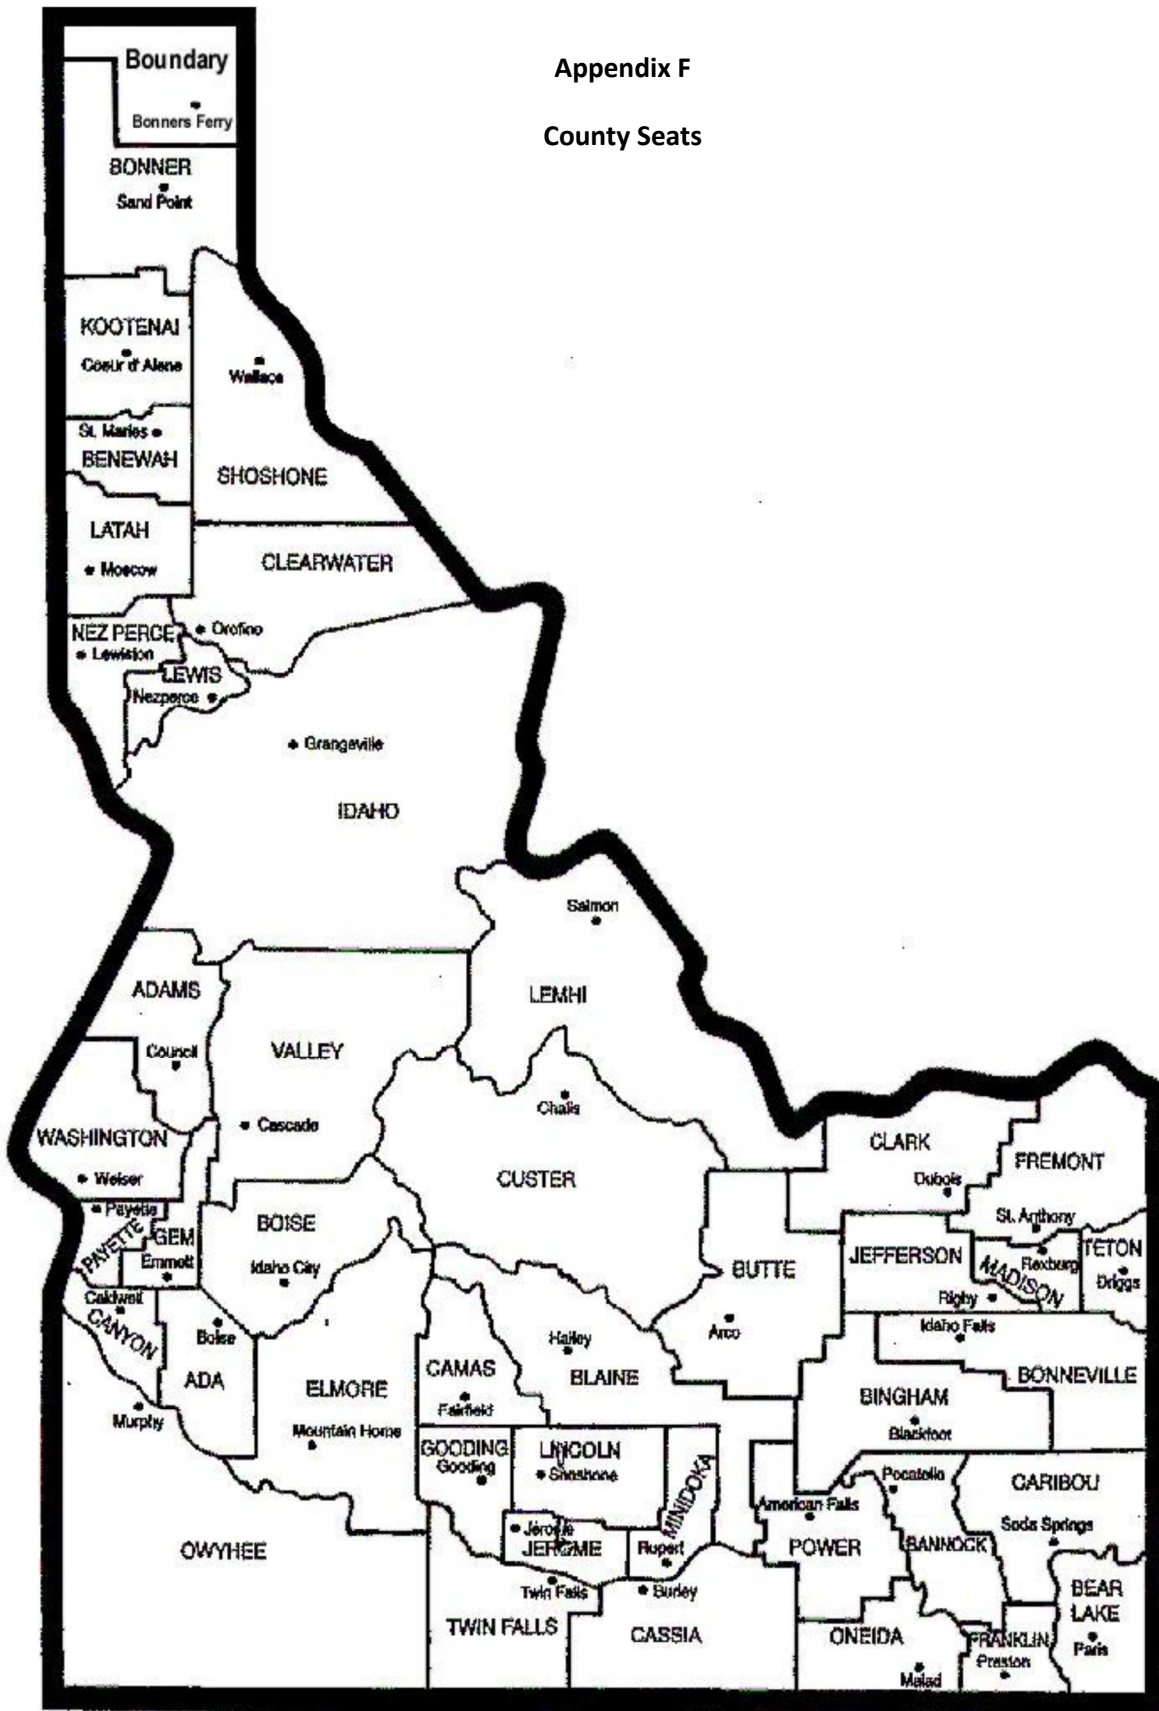 Appendix F
County Seats
Boundary
Bonners Ferry
BONNER
Sand Point
KOOTENAI
Coeur d' Alene
Wallace
St. Maries
BENEWAH
SHOSHONE
LATAH
Moscow
CLEARWATER
NEZ PERCE
Orofino
Lewiston
LEWIS
Nezperce
Grangeville
IDAHO
Salmon
ADAMS
LEMHI
Council
VALLEY
Challis
Cascade
WASHINGTON
CLARK
FREMONT
Weiser
CUSTER
Dubois
Payette
PAYETTE
GEM
Emmett
BOISE
Idaho City
St. Anthony
JEFFERSON
MADISON
Rexburg
TETON
Driggs
BUTTE
Rigby
Caldwell
CANYON
Boise
Arco
Idaho Falls
Hailey
ADA
ELMORE
CAMAS
BLAINE
BONNEVILLE
Murphy
Fairfield
BINGHAM
Blackfoot
Mountain Home
GOODING
Gooding
LINCOLN
Shoshone
MINIDOKA
Pocatello
CARIBOU
American Falls
Soda Springs
OWYHEE
Jerome
JEROME
Rupert
POWER
BANNOCK
Twin Falls
Burley
BEAR
LAKE
TWIN FALLS
CASSIA
ONEIDA
FRANKLIN
Preston
Paris
Malad